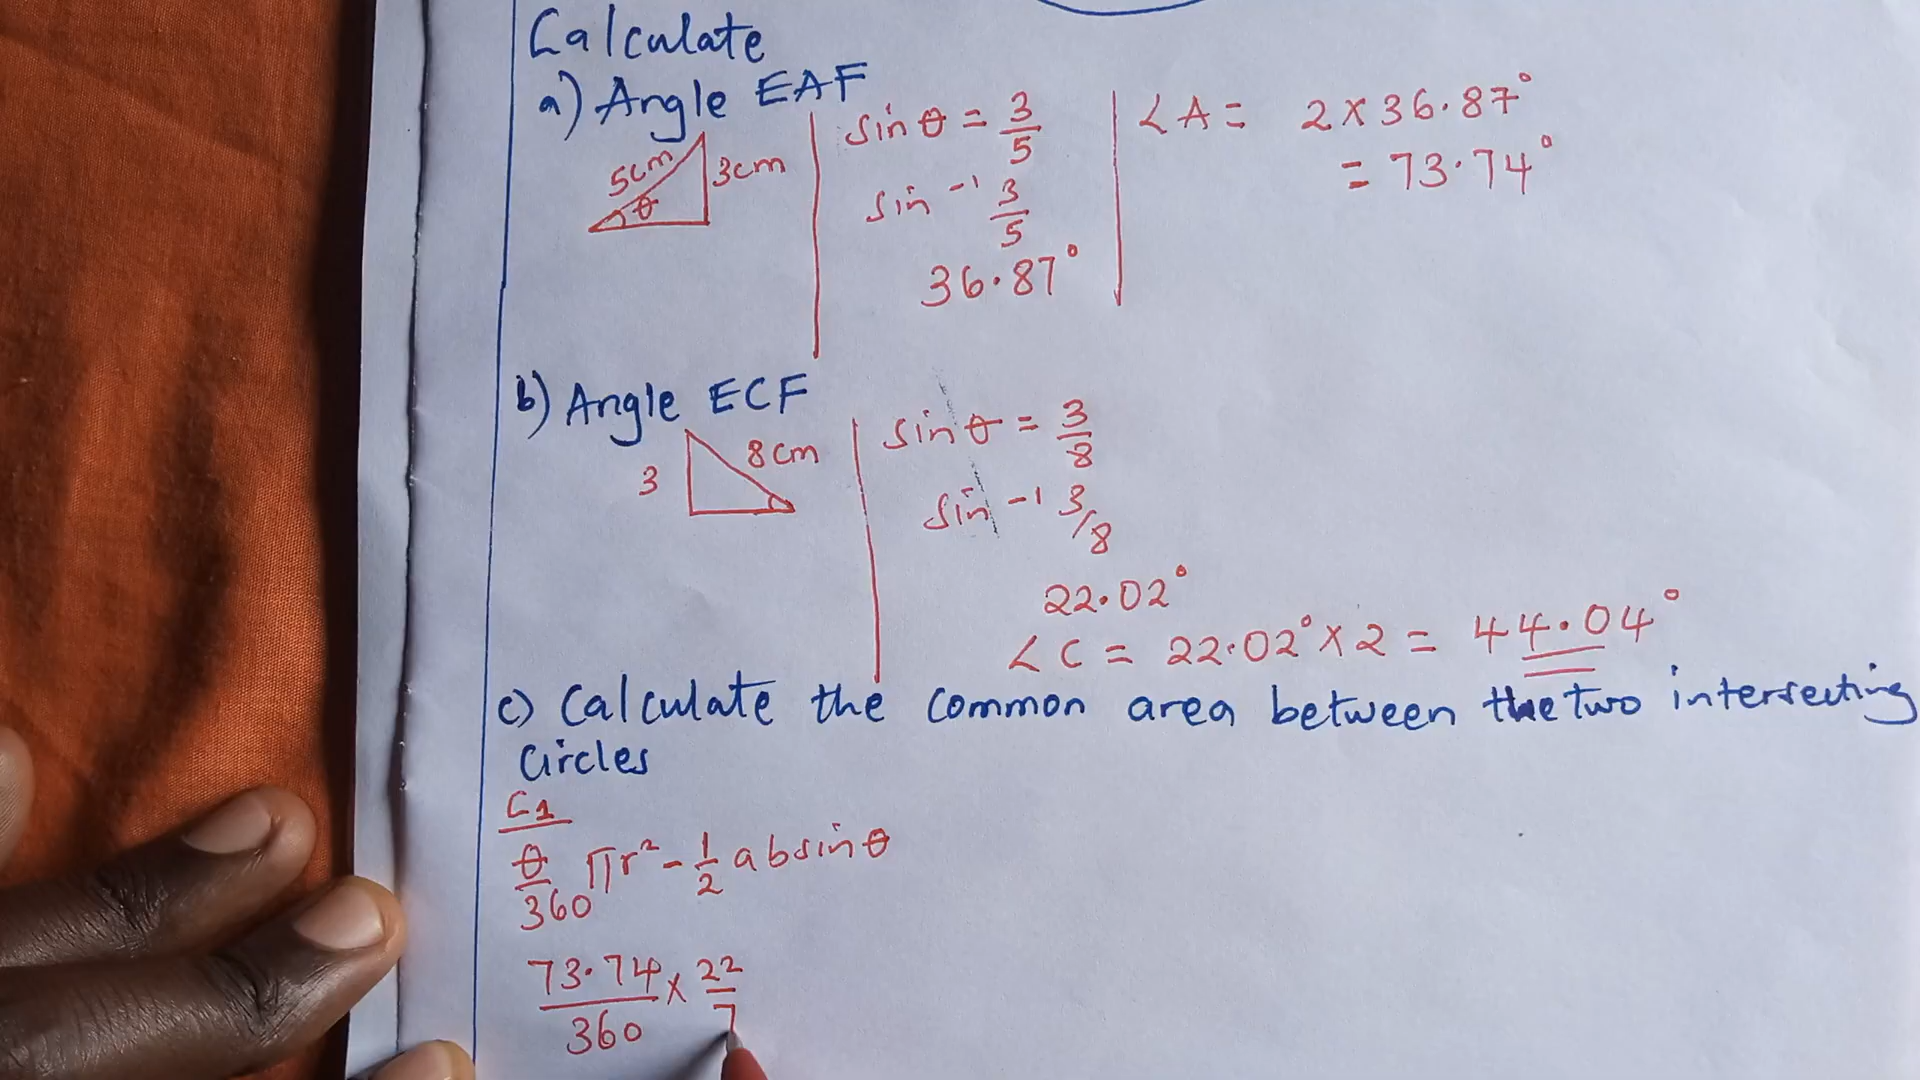 Calculate
a) Angle EAF
5cm
3cm
θ
sin θ = 3/5
sin⁻¹ 3/5
36.87°
∠A = 2 × 36.87°
= 73.74°
b) Angle ECF
3
8cm
sin θ = 3/8
sin⁻¹ 3/8
22.02°
∠C = 22.02° × 2 = 44.04°
c) Calculate the common area between the two intersecting
circles
C1
θ/360 πr² - 1/2 ab sin θ
73.74/360 × 22/7